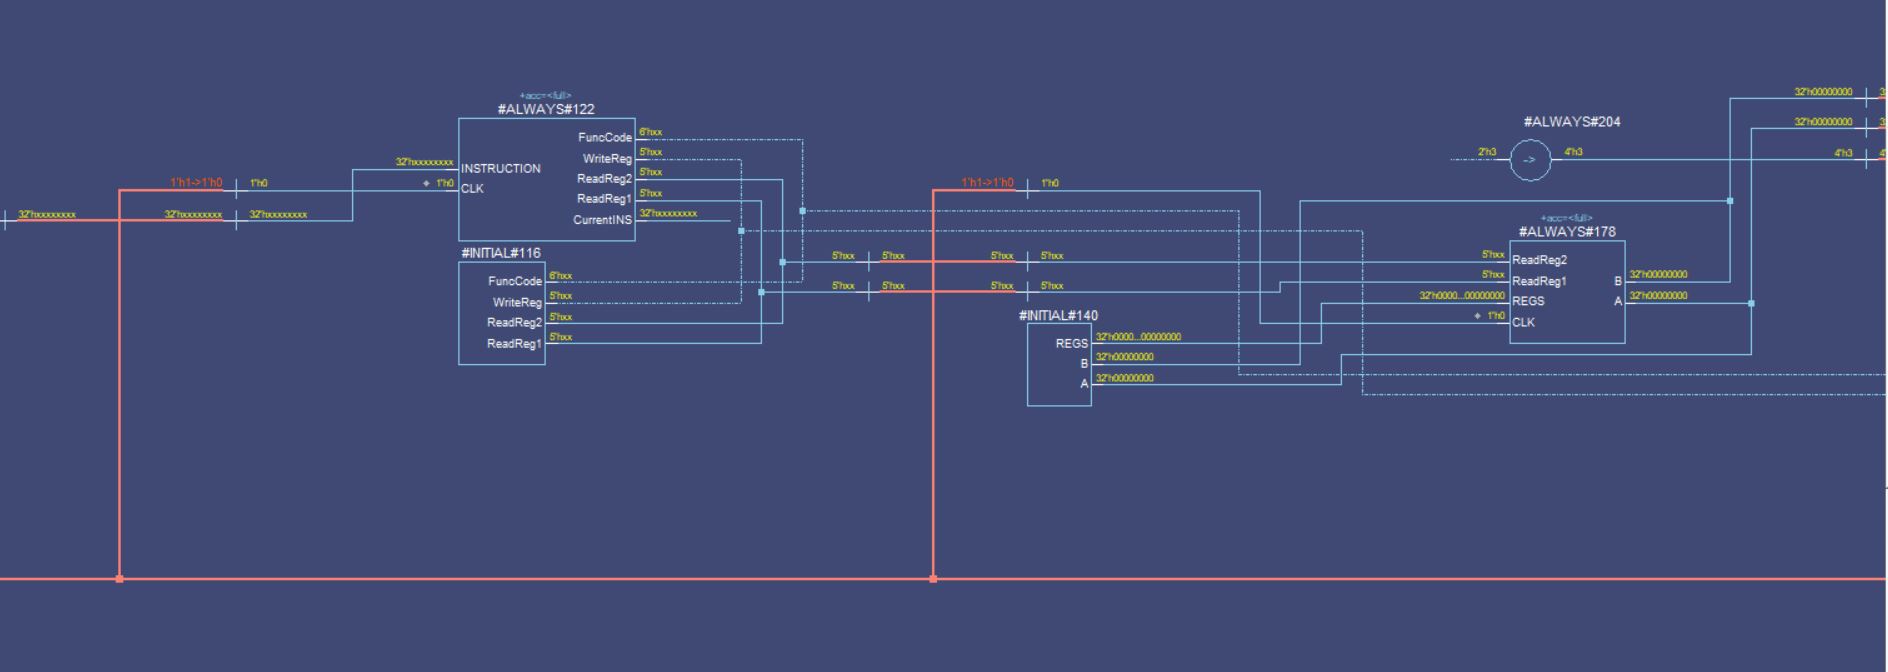 32'h00000000
+acc=<full>
#ALWAYS#122
#ALWAYS#204
32'h00000000
FuncCode 6'hxx
WriteReg 5'hxx
2'h3 -> 4'h3
4'h3
32'hxxxxxxxx INSTRUCTION
ReadReg2 5'hxx
1'h1->1'h0 1'h0
1'h0 CLK
ReadReg1 5'hxx
1'h1->1'h0 1'h0
32'hxxxxxxxx 32'hxxxxxxxx 32'hxxxxxxxx
CurrentINS 32'hxxxxxxxx
+acc=<full>
#ALWAYS#178
#INITIAL#116
5'hxx 5'hxx 5'hxx 5'hxx
5'hxx ReadReg2
FuncCode 6'hxx
5'hxx 5'hxx 5'hxx 5'hxx
5'hxx ReadReg1
B 32'h00000000
WriteReg 5'hxx
32'h0000...00000000 REGS
A 32'h00000000
ReadReg2 5'hxx
#INITIAL#140
1'h0 CLK
ReadReg1 5'hxx
REGS 32'h0000...00000000
B 32'h00000000
A 32'h00000000